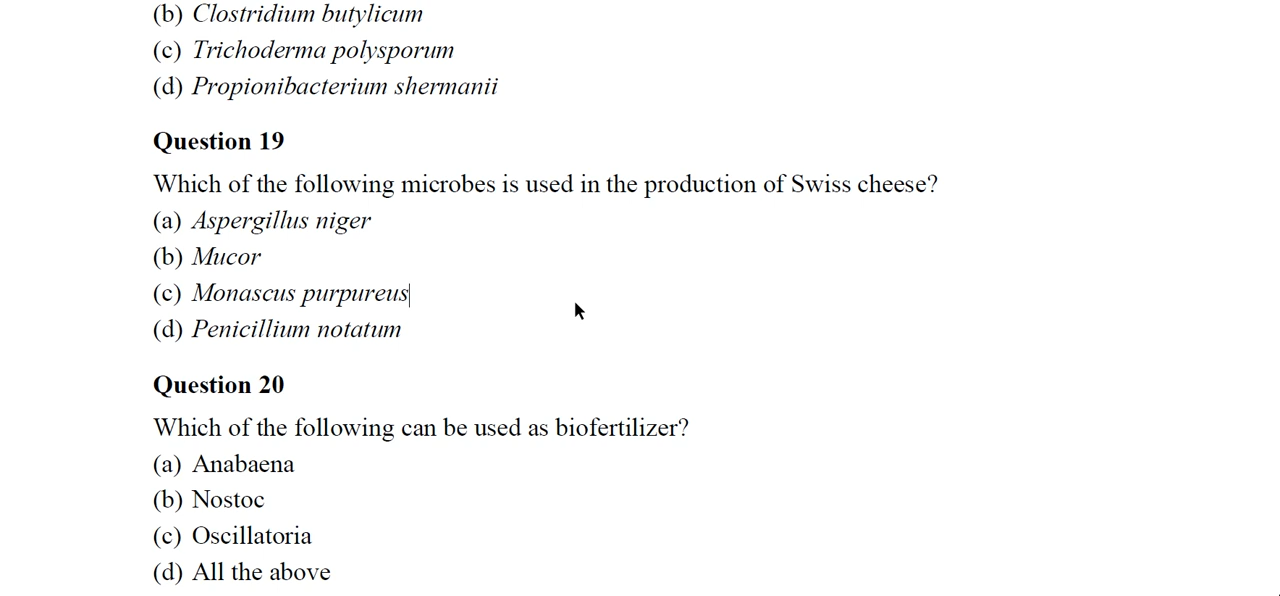 (b) Clostridium butylicum
(c) Trichoderma polysporum
(d) Propionibacterium shermanii
Question 19
Which of the following microbes is used in the production of Swiss cheese?
(a) Aspergillus niger
(b) Mucor
(c) Monascus purpureus
(d) Penicillium notatum
Question 20
Which of the following can be used as biofertilizer?
(a) Anabaena
(b) Nostoc
(c) Oscillatoria
(d) All the above